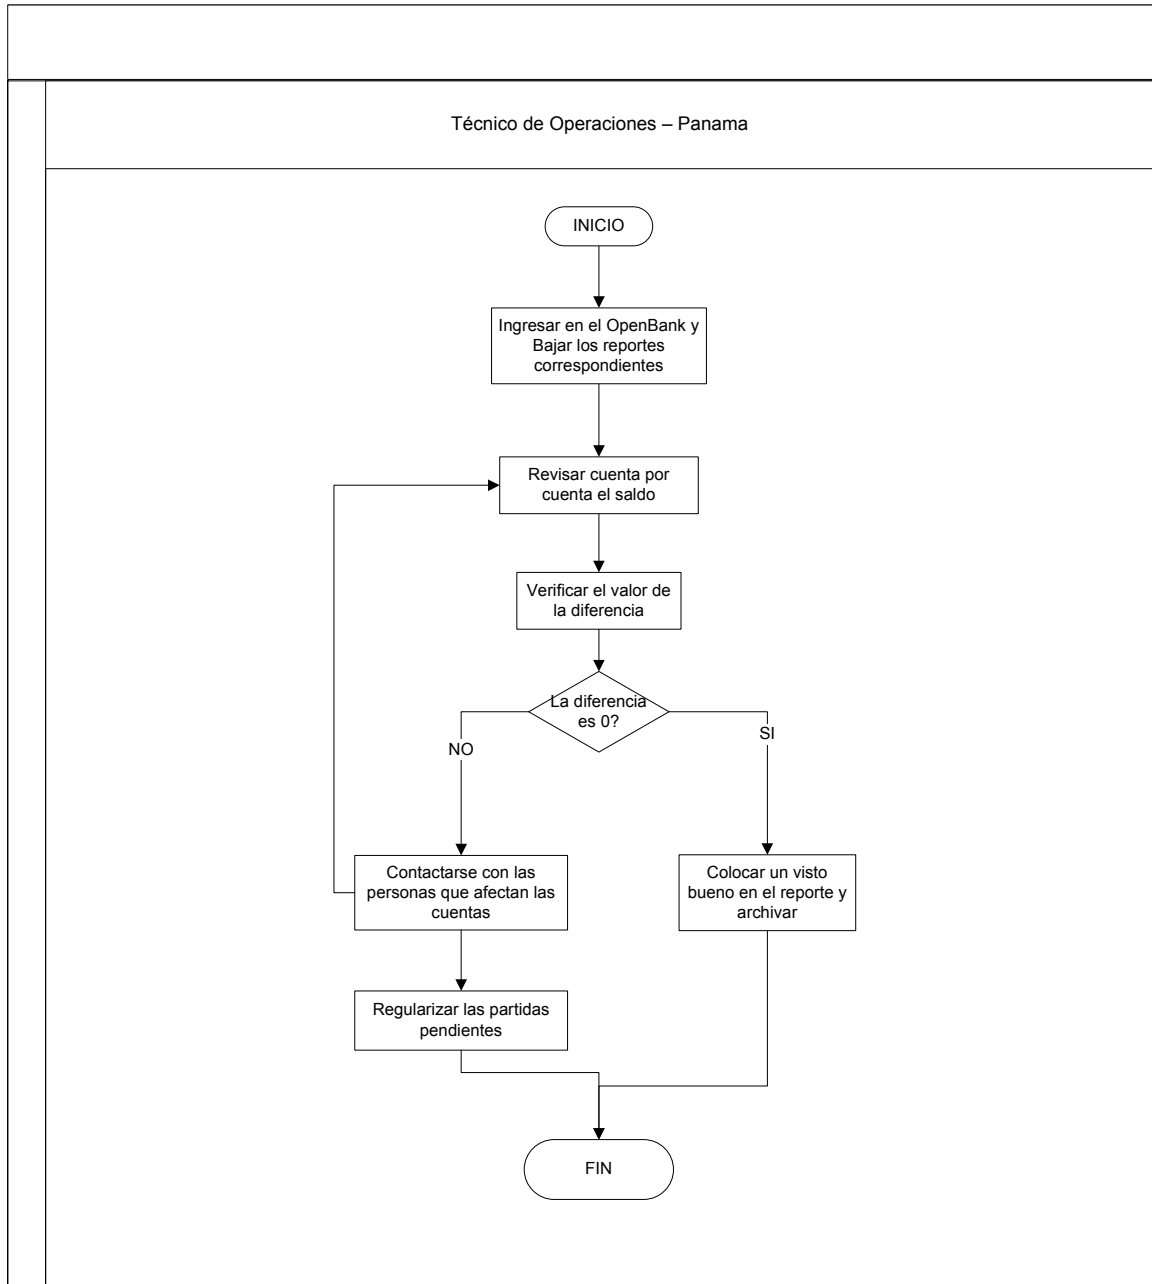 Técnico de Operaciones – Panama
INICIO
Ingresar en el OpenBank y
Bajar los reportes
correspondientes
Revisar cuenta por
cuenta el saldo
Verificar el valor de
la diferencia
La diferencia
es 0?
NO
SI
Contactarse con las
personas que afectan las
cuentas
Colocar un visto
bueno en el reporte y
archivar
Regularizar las partidas
pendientes
FIN